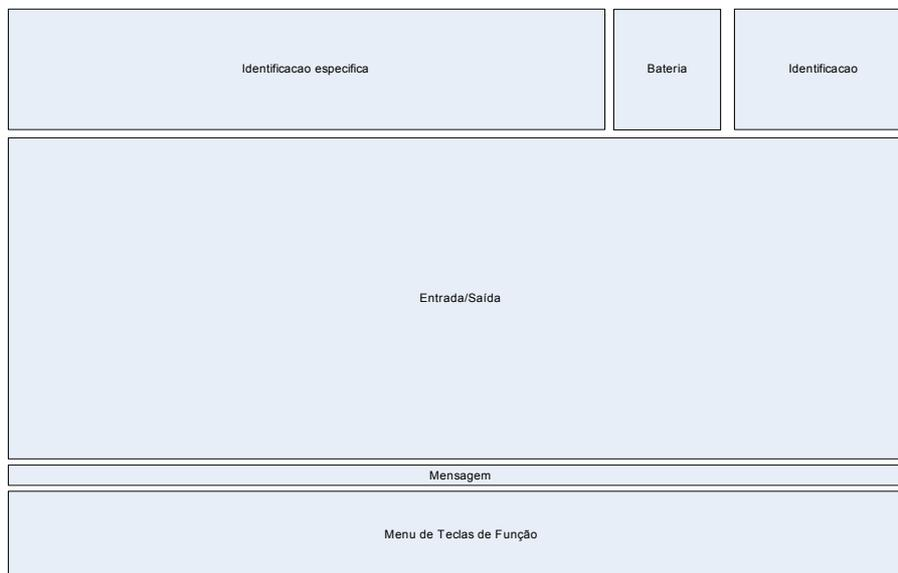 Identificacao especifica
Bateria
Identificacao
Entrada/Saída
Mensagem
Menu de Teclas de Função